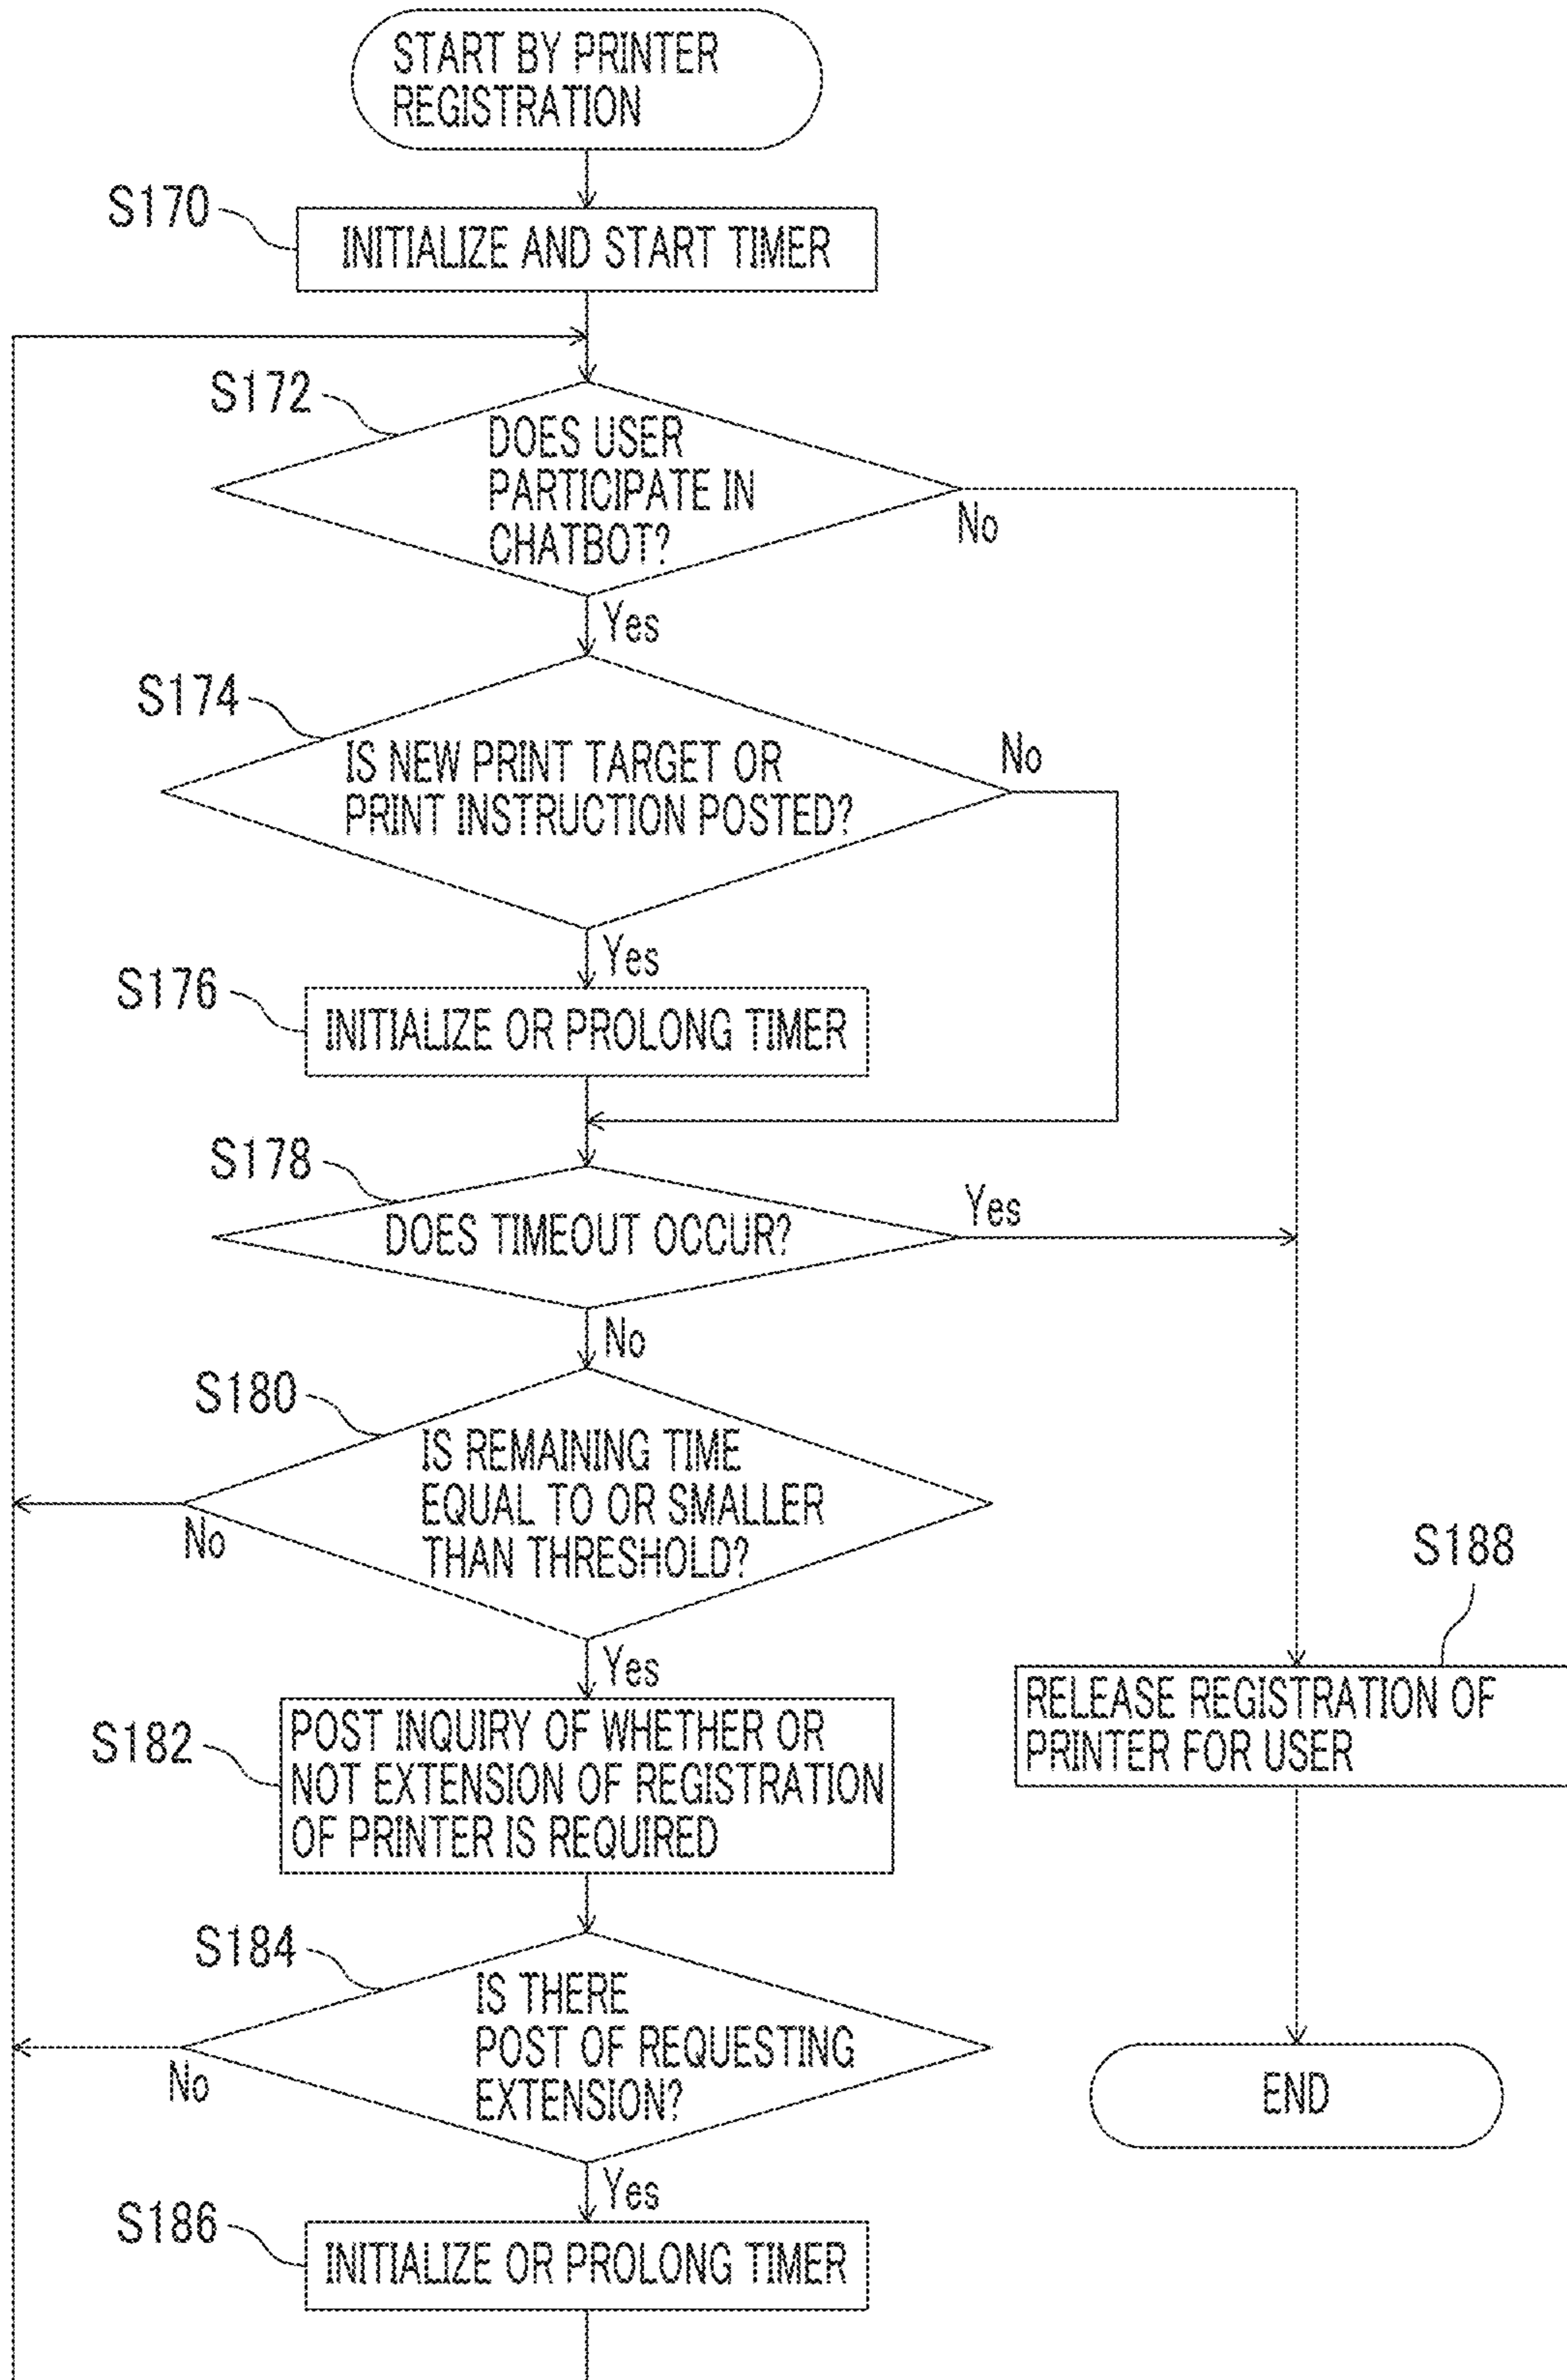 START BY PRINTER
REGISTRATION
S170
INITIALIZE AND START TIMER
S172
DOES USER
PARTICIPATE IN
CHATBOT?
No
Yes
S174
IS NEW PRINT TARGET OR
PRINT INSTRUCTION POSTED?
No
Yes
S176
INITIALIZE OR PROLONG TIMER
S178
DOES TIMEOUT OCCUR?
Yes
No
S180
IS REMAINING TIME
EQUAL TO OR SMALLER
THAN THRESHOLD?
No
Yes
S182
POST INQUIRY OF WHETHER OR
NOT EXTENSION OF REGISTRATION
OF PRINTER IS REQUIRED
S188
RELEASE REGISTRATION OF
PRINTER FOR USER
S184
IS THERE
POST OF REQUESTING
EXTENSION?
No
Yes
END
S186
INITIALIZE OR PROLONG TIMER